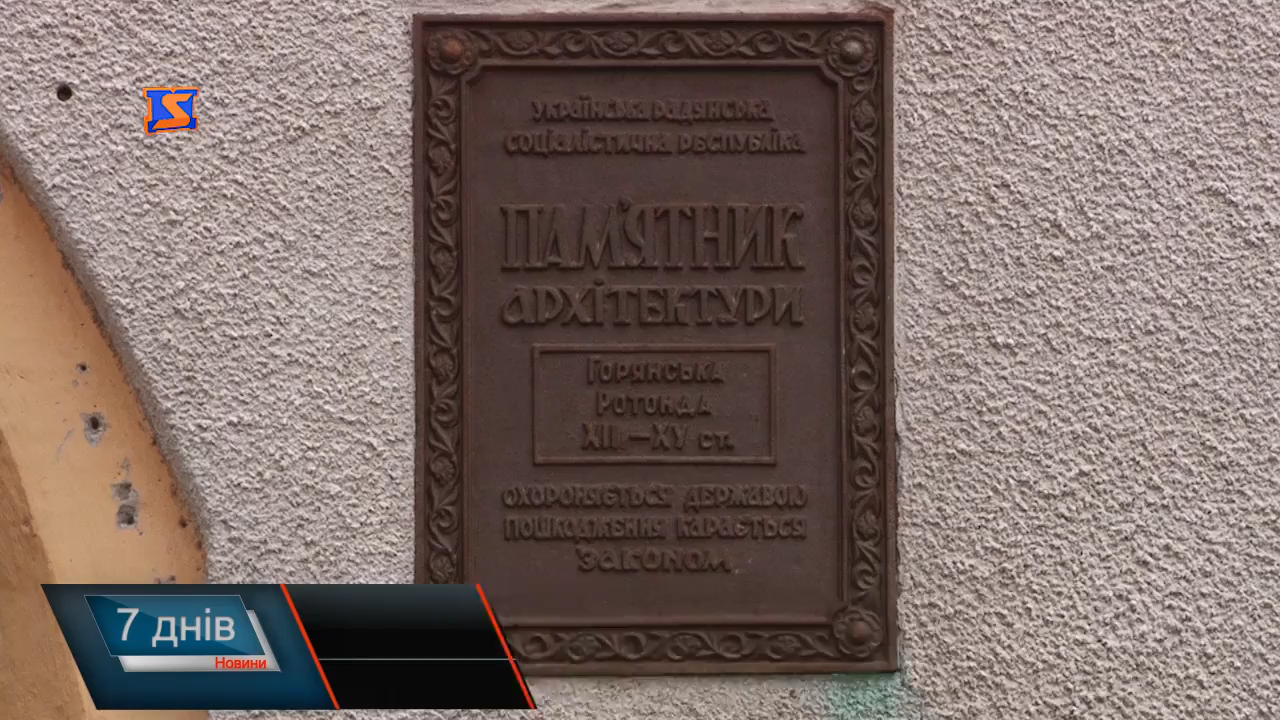 УКРАЇНСЬКА РАДЯНСЬКА
СОЦІАЛІСТИЧНА РЕСПУБЛІКА
ПАМ'ЯТНИК
АРХІТЕКТУРИ
ГОРЯНСЬКА
РОТОНДА
XII–XУ ст.
ОХОРОНЯЄТЬСЯ ДЕРЖАВОЮ
ПОШКОДЖЕННЯ КАРАЄТЬСЯ
ЗАКОНОМ
7 днів
Новини